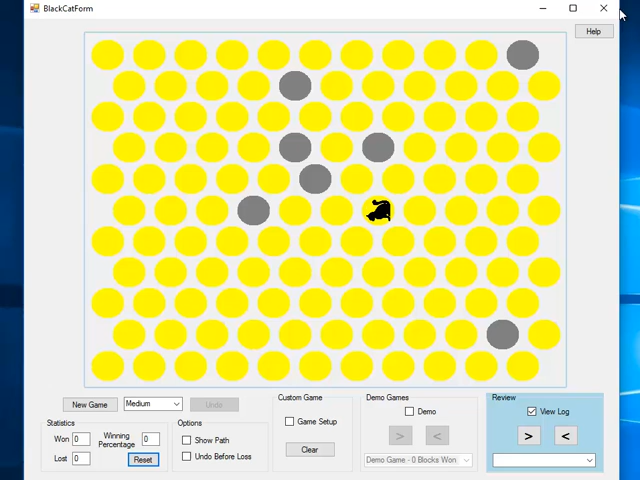 BlackCatForm
Help
New Game
Medium
Undo
Statistics
Won 0
Winning Percentage 0
Lost 0
Reset
Options
Show Path
Undo Before Loss
Custom Game
Game Setup
Clear
Demo Games
Demo
> <
Demo Game - 0 Blocks Won
Review
View Log
> <